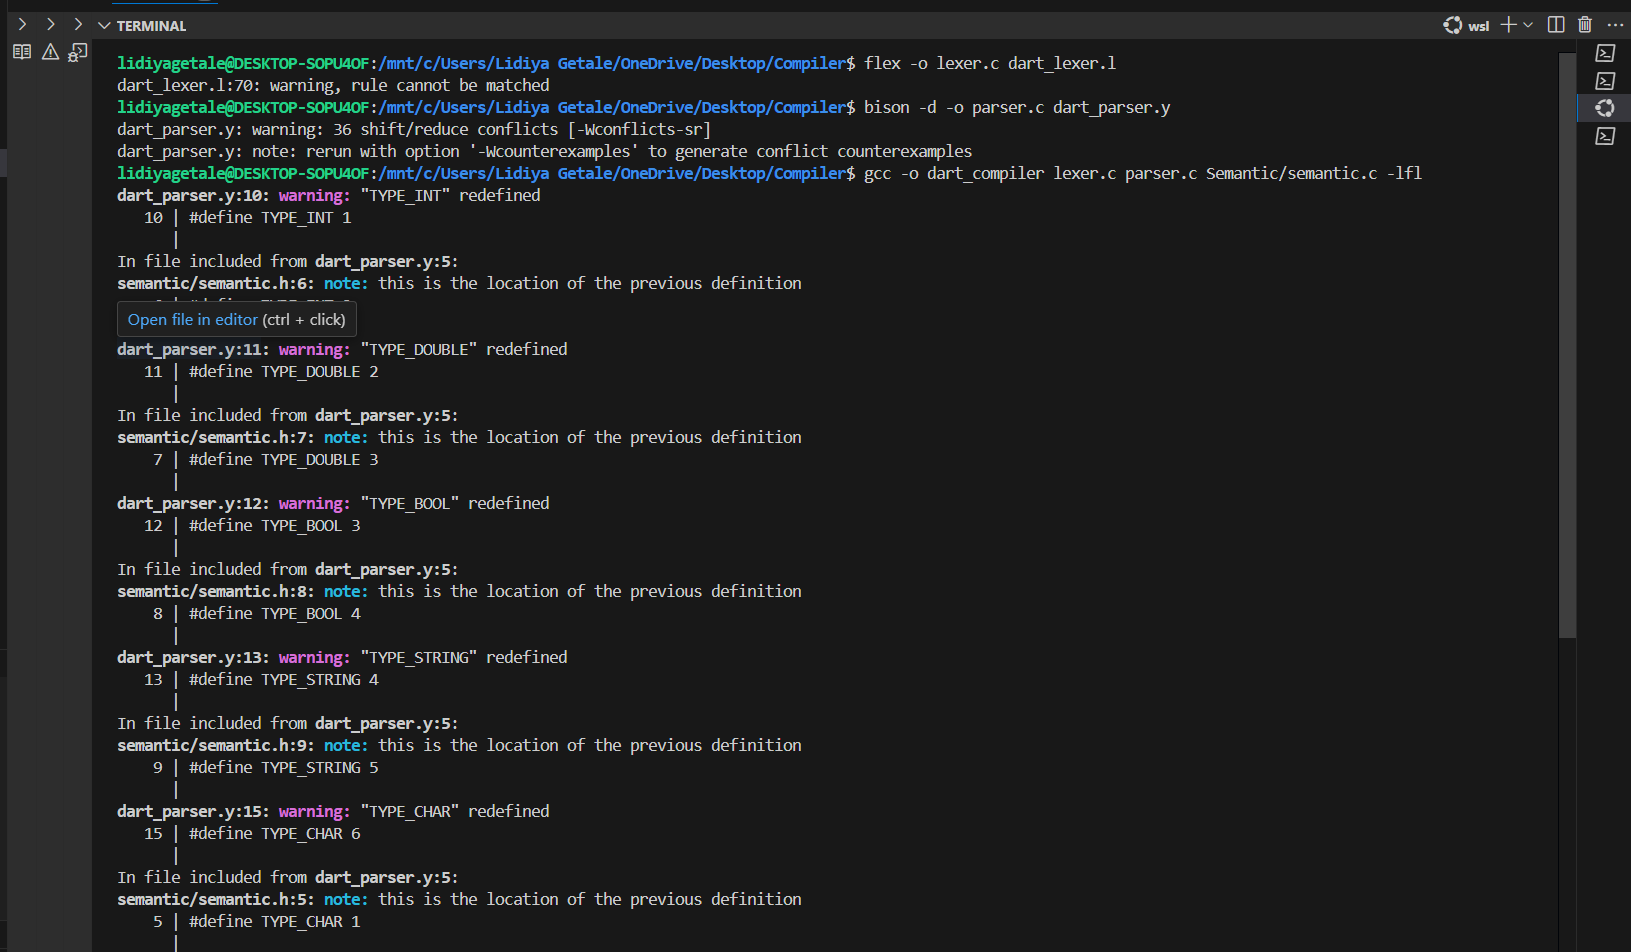 TERMINAL
wsl
lidiyagetale@DESKTOP-SOPU4OF:/mnt/c/Users/Lidiya Getale/OneDrive/Desktop/Compiler$ flex -o lexer.c dart_lexer.l
dart_lexer.l:70: warning, rule cannot be matched
lidiyagetale@DESKTOP-SOPU4OF:/mnt/c/Users/Lidiya Getale/OneDrive/Desktop/Compiler$ bison -d -o parser.c dart_parser.y
dart_parser.y: warning: 36 shift/reduce conflicts [-Wconflicts-sr]
dart_parser.y: note: rerun with option '-Wcounterexamples' to generate conflict counterexamples
lidiyagetale@DESKTOP-SOPU4OF:/mnt/c/Users/Lidiya Getale/OneDrive/Desktop/Compiler$ gcc -o dart_compiler lexer.c parser.c Semantic/semantic.c -lfl
dart_parser.y:10: warning: "TYPE_INT" redefined
10 | #define TYPE_INT 1
|
In file included from dart_parser.y:5:
semantic/semantic.h:6: note: this is the location of the previous definition
Open file in editor (ctrl + click)
dart_parser.y:11: warning: "TYPE_DOUBLE" redefined
11 | #define TYPE_DOUBLE 2
|
In file included from dart_parser.y:5:
semantic/semantic.h:7: note: this is the location of the previous definition
7 | #define TYPE_DOUBLE 3
|
dart_parser.y:12: warning: "TYPE_BOOL" redefined
12 | #define TYPE_BOOL 3
|
In file included from dart_parser.y:5:
semantic/semantic.h:8: note: this is the location of the previous definition
8 | #define TYPE_BOOL 4
|
dart_parser.y:13: warning: "TYPE_STRING" redefined
13 | #define TYPE_STRING 4
|
In file included from dart_parser.y:5:
semantic/semantic.h:9: note: this is the location of the previous definition
9 | #define TYPE_STRING 5
|
dart_parser.y:15: warning: "TYPE_CHAR" redefined
15 | #define TYPE_CHAR 6
|
In file included from dart_parser.y:5:
semantic/semantic.h:5: note: this is the location of the previous definition
5 | #define TYPE_CHAR 1
|